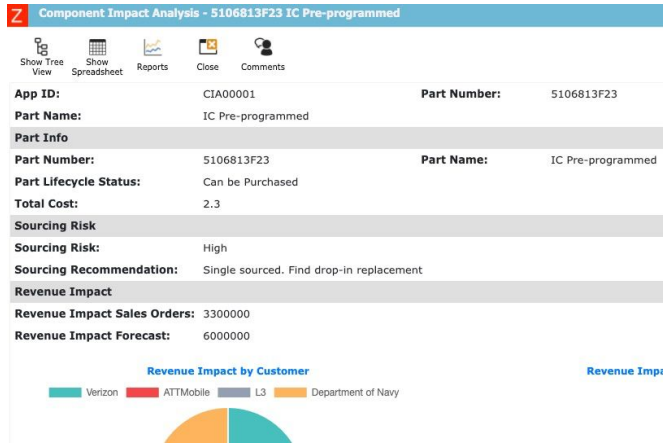 Z Component Impact Analysis - 5106813F23 IC Pre-programmed
Show Tree View Show Spreadsheet Reports Close Comments
App ID: CIA00001 Part Number: 5106813F23
Part Name: IC Pre-programmed
Part Info
Part Number: 5106813F23 Part Name: IC Pre-programmed
Part Lifecycle Status: Can be Purchased
Total Cost: 2.3
Sourcing Risk
Sourcing Risk: High
Sourcing Recommendation: Single sourced. Find drop-in replacement
Revenue Impact
Revenue Impact Sales Orders: 3300000
Revenue Impact Forecast: 6000000
Revenue Impact by Customer Revenue Impa
Verizon ATTMobile L3 Department of Navy